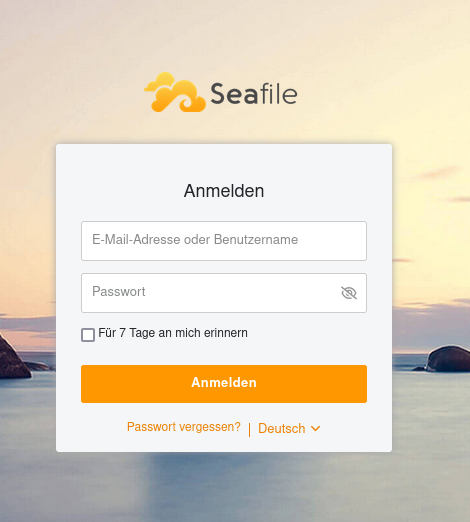 Seafile
Anmelden
E-Mail-Adresse oder Benutzername
Passwort
Für 7 Tage an mich erinnern
Anmelden
Passwort vergessen? | Deutsch